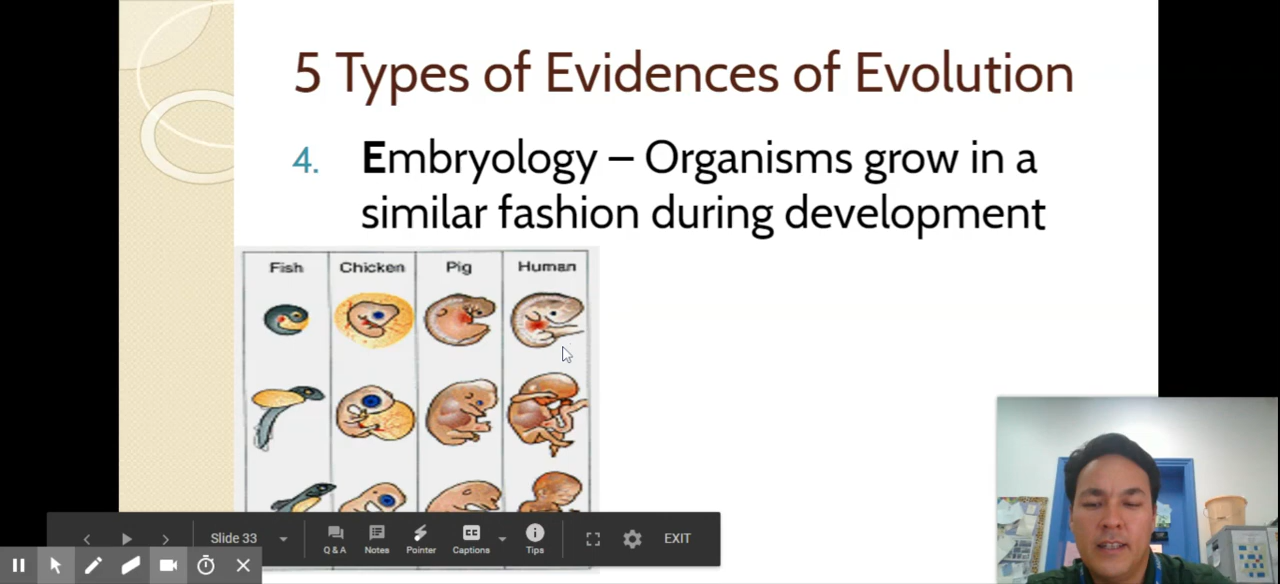 5 Types of Evidences of Evolution
4. Embryology – Organisms grow in a
similar fashion during development
Fish Chicken Pig Human
Slide 33
Q & A Notes Pointer CC Captions Tips EXIT